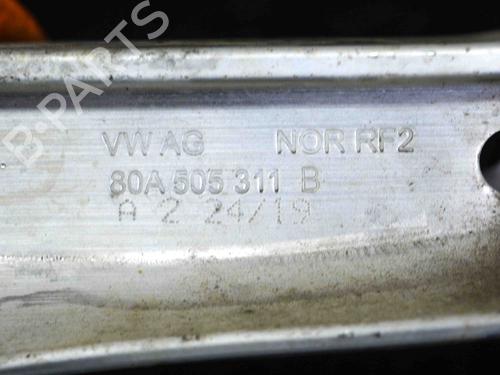 B-PARTS
VW AG NOR RF2
80A 505 311 B
A 2 24/19